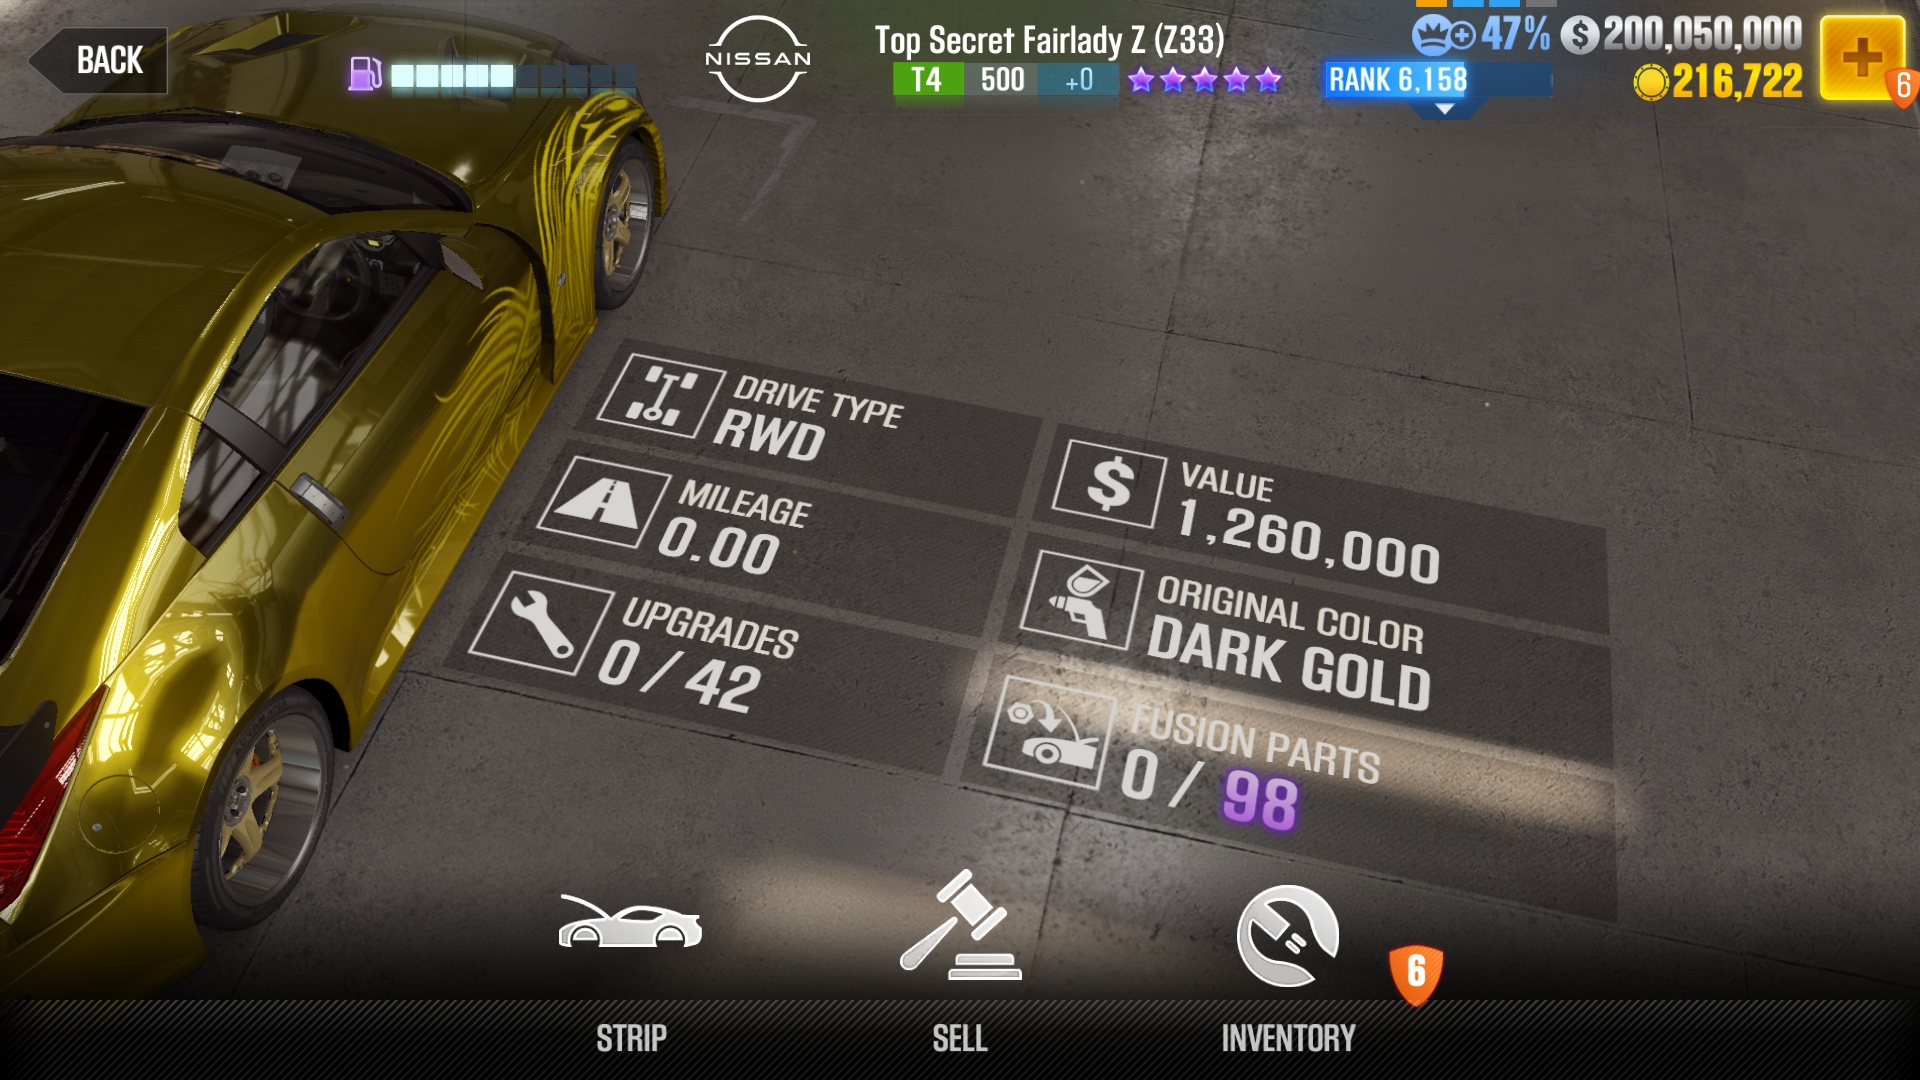 BACK
NISSAN
Top Secret Fairlady Z (Z33)
T4 500 +0
47%
200,050,000
RANK 6,158
216,722
6
DRIVE TYPE
RWD
MILEAGE
0.00
UPGRADES
0 / 42
VALUE
1,260,000
ORIGINAL COLOR
DARK GOLD
FUSION PARTS
0 / 98
6
STRIP
SELL
INVENTORY